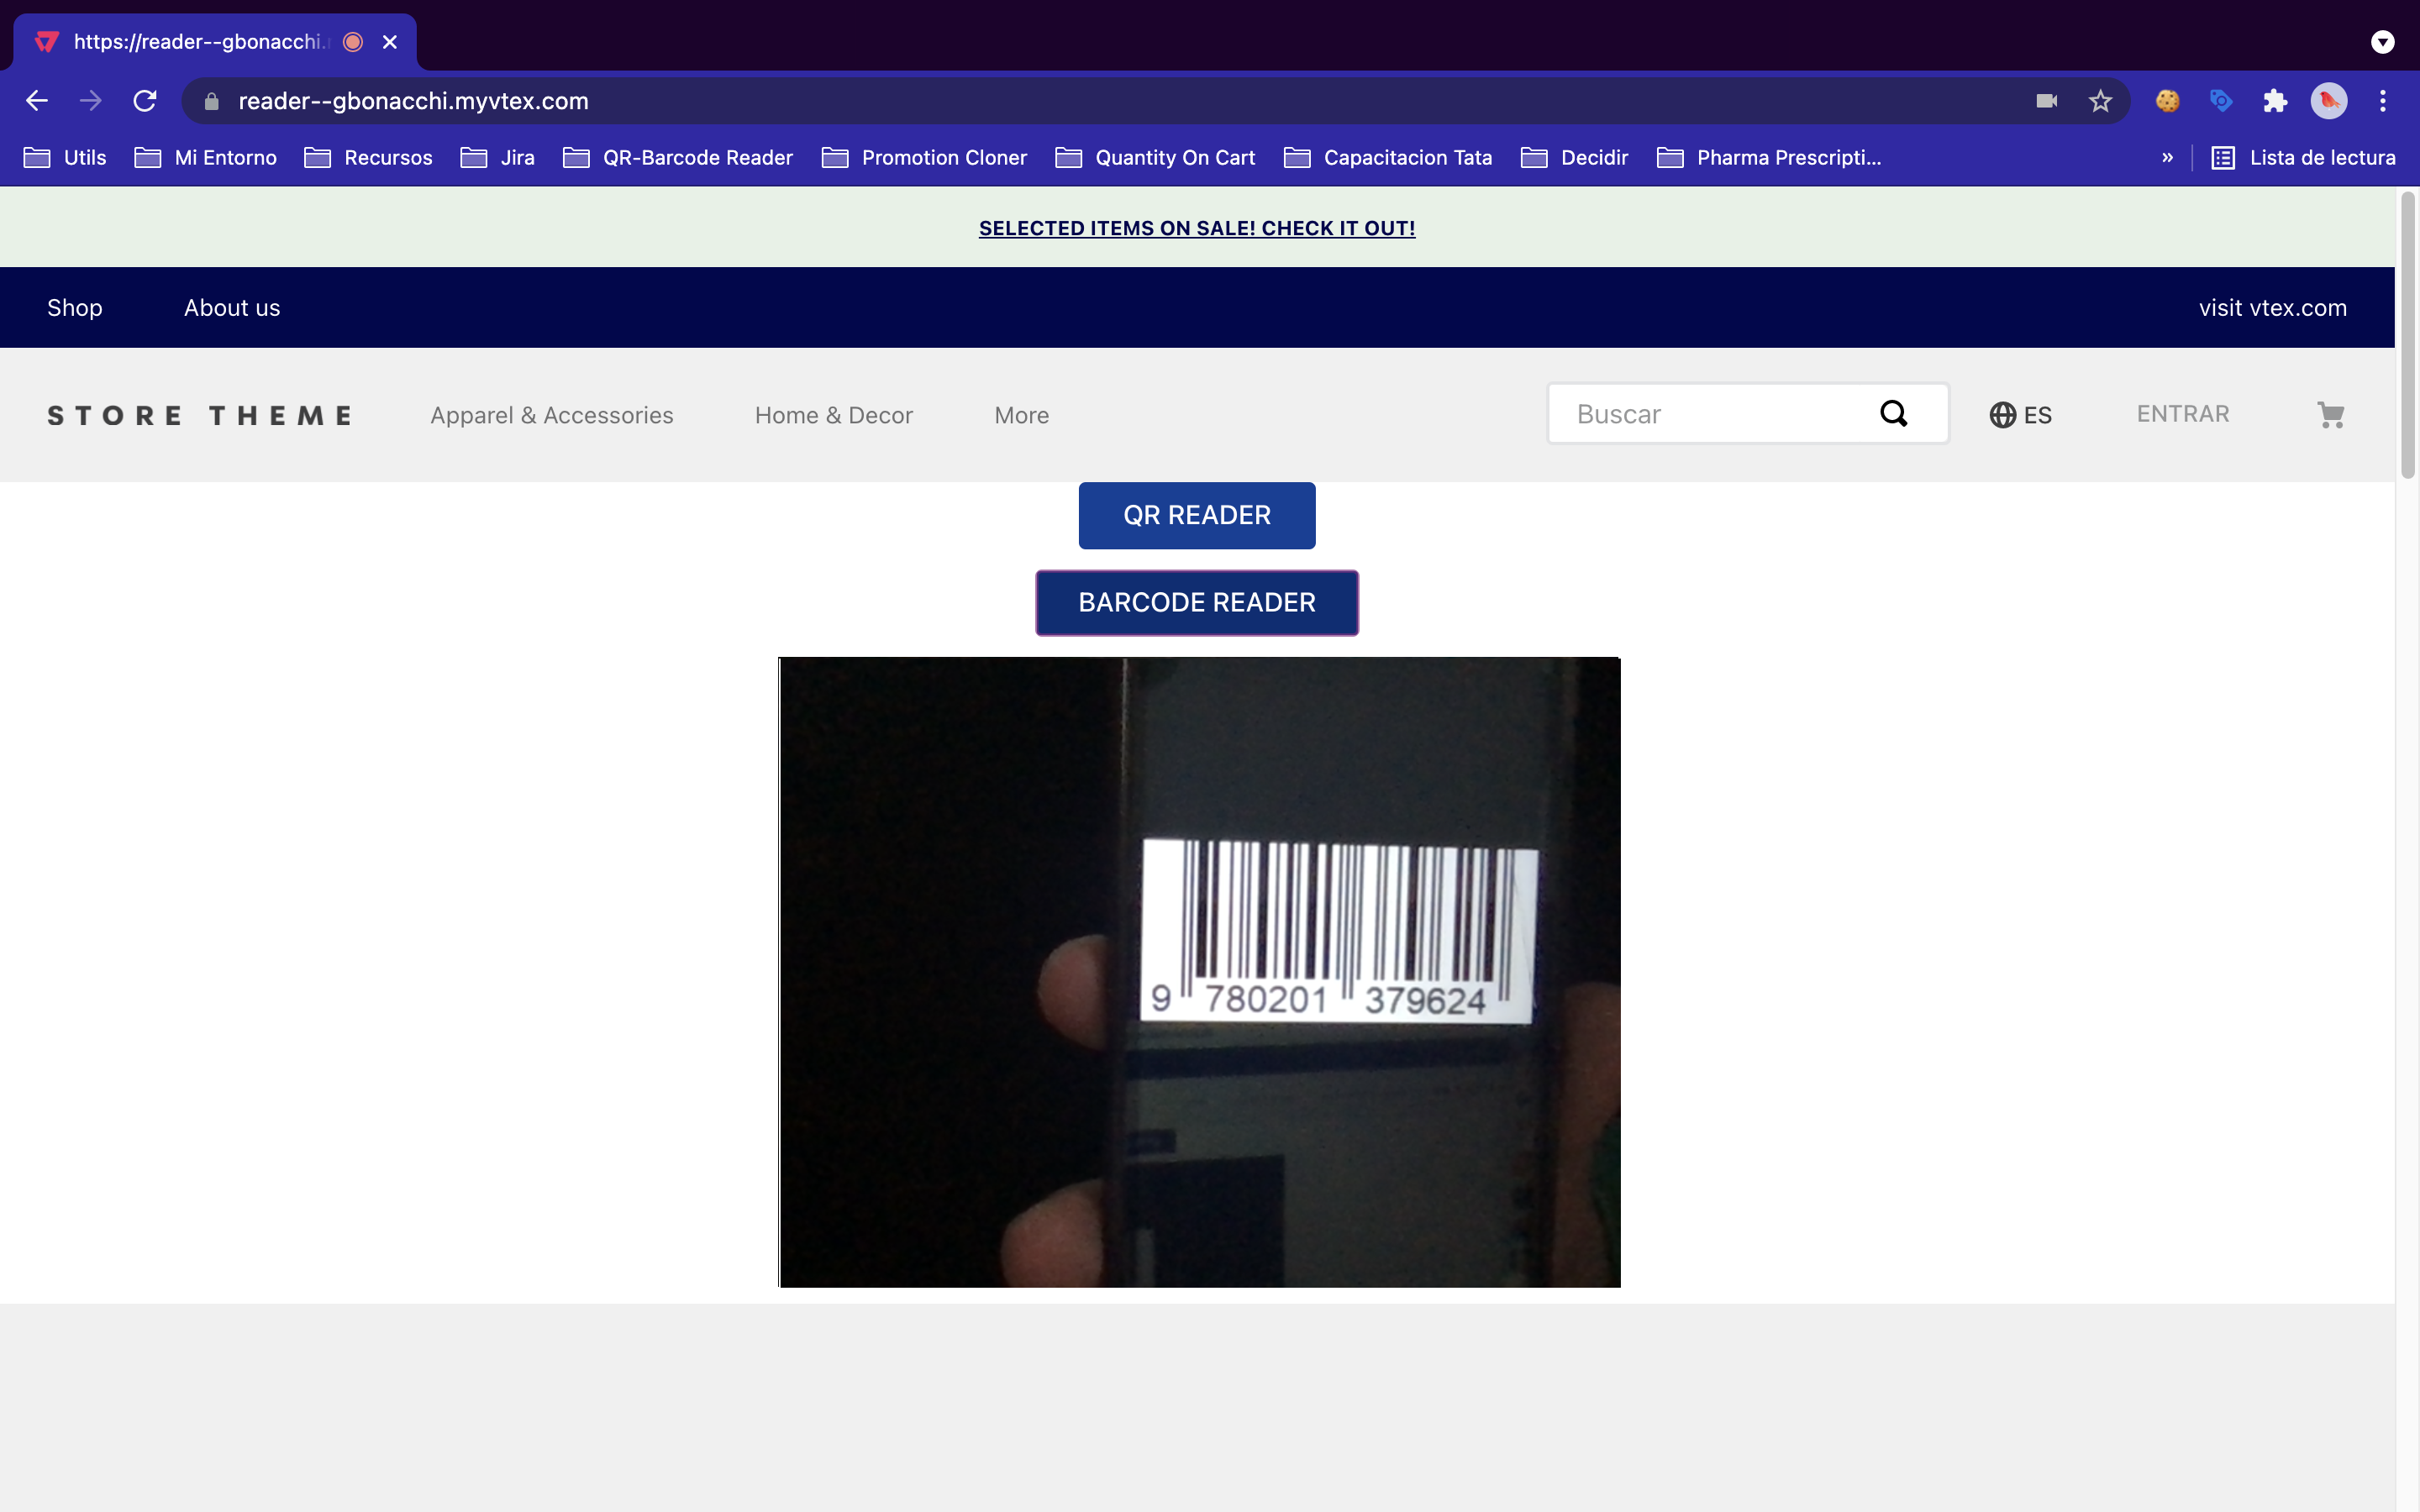 https://reader--gbonacchi.
reader--gbonacchi.myvtex.com
Utils Mi Entorno Recursos Jira QR-Barcode Reader Promotion Cloner Quantity On Cart Capacitacion Tata Decidir Pharma Prescripti... » Lista de lectura
SELECTED ITEMS ON SALE! CHECK IT OUT!
Shop About us visit vtex.com
STORE THEME Apparel & Accessories Home & Decor More Buscar ES ENTRAR
QR READER
BARCODE READER
9 780201 379624